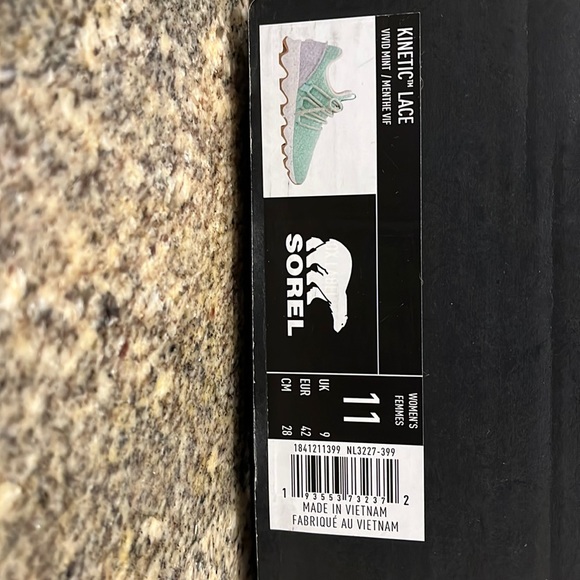 KINETIC™ LACE
VIVID MINT / MENTHE VIF
SOREL
WOMEN'S
FEMMES
11
UK 9
EUR 42
CM 28
1841211399 NL3227-399
1 93553 73237 2
MADE IN VIETNAM
FABRIQUÉ AU VIETNAM